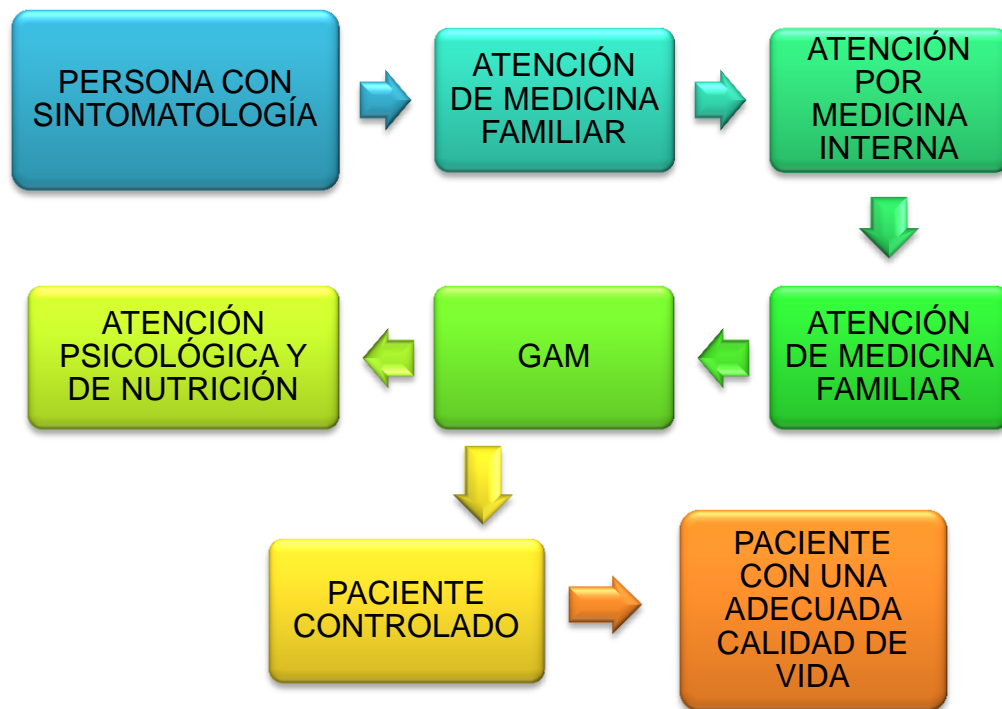 PERSONA CON
SINTOMATOLOGÍA
ATENCIÓN
DE MEDICINA
FAMILIAR
ATENCIÓN
POR
MEDICINA
INTERNA
ATENCIÓN
DE MEDICINA
FAMILIAR
GAM
ATENCIÓN
PSICOLÓGICA Y
DE NUTRICIÓN
PACIENTE
CONTROLADO
PACIENTE
CON UNA
ADECUADA
CALIDAD DE
VIDA